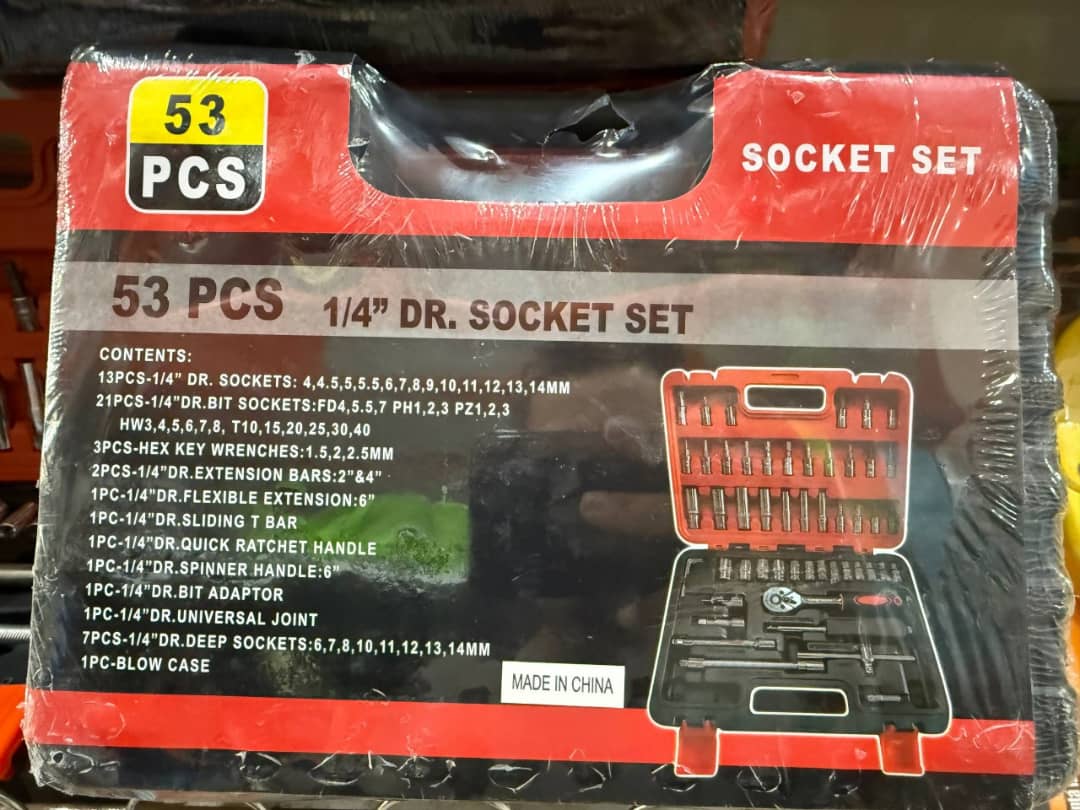 53
PCS
SOCKET SET
53 PCS 1/4" DR. SOCKET SET
CONTENTS:
13PCS-1/4" DR. SOCKETS: 4,4.5,5,5.5,6,7,8,9,10,11,12,13,14MM
21PCS-1/4"DR.BIT SOCKETS:FD4,5.5,7 PH1,2,3 PZ1,2,3
HW3,4,5,6,7,8, T10,15,20,25,30,40
3PCS-HEX KEY WRENCHES:1.5,2,2.5MM
2PCS-1/4"DR.EXTENSION BARS:2"&4"
1PC-1/4"DR.FLEXIBLE EXTENSION:6"
1PC-1/4"DR.SLIDING T BAR
1PC-1/4"DR.QUICK RATCHET HANDLE
1PC-1/4"DR.SPINNER HANDLE:6"
1PC-1/4"DR.BIT ADAPTOR
1PC-1/4"DR.UNIVERSAL JOINT
7PCS-1/4"DR.DEEP SOCKETS:6,7,8,10,11,12,13,14MM
1PC-BLOW CASE
MADE IN CHINA